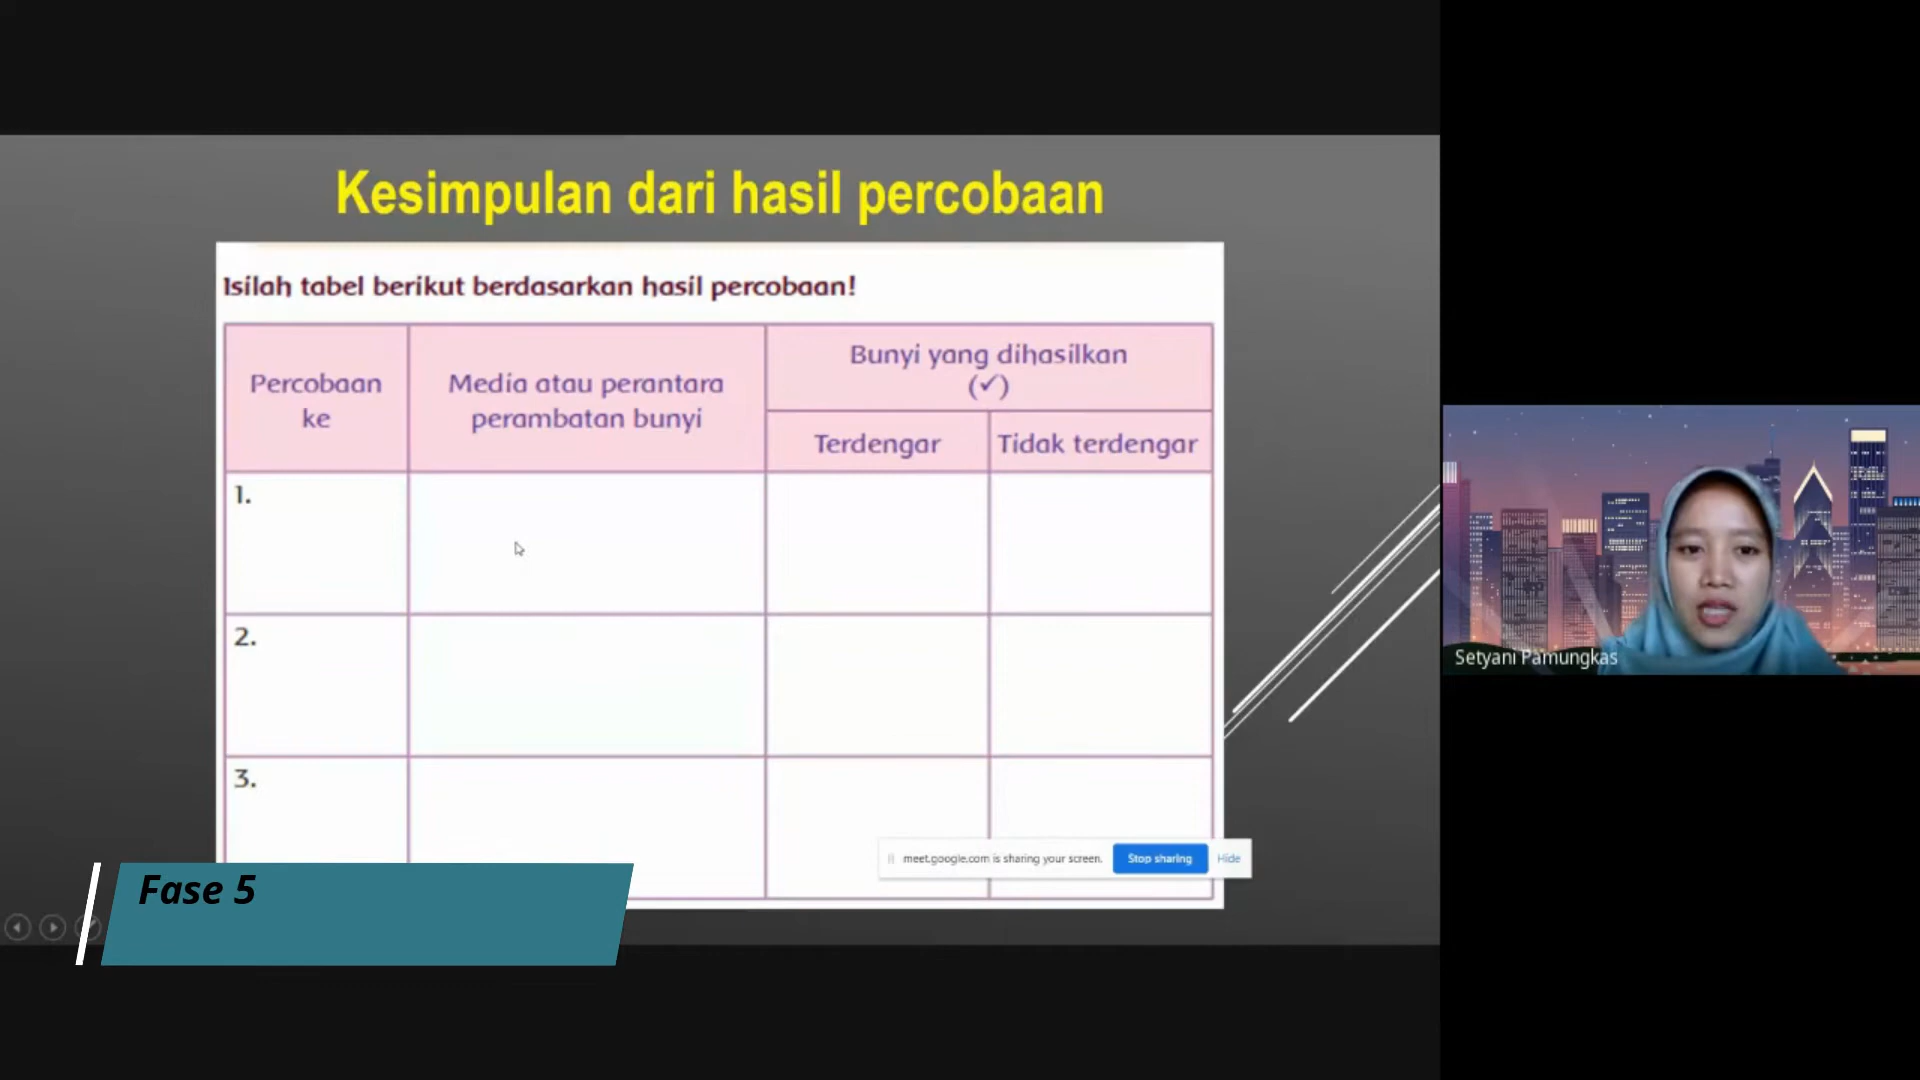 Kesimpulan dari hasil percobaan
Isilah tabel berikut berdasarkan hasil percobaan!
Percobaan
ke
Media atau perantara
perambatan bunyi
Bunyi yang dihasilkan
(✓)
Terdengar
Tidak terdengar
1.
2.
3.
meet.google.com is sharing your screen.
Stop sharing
Hide
Fase 5
Setyani Pamungkas